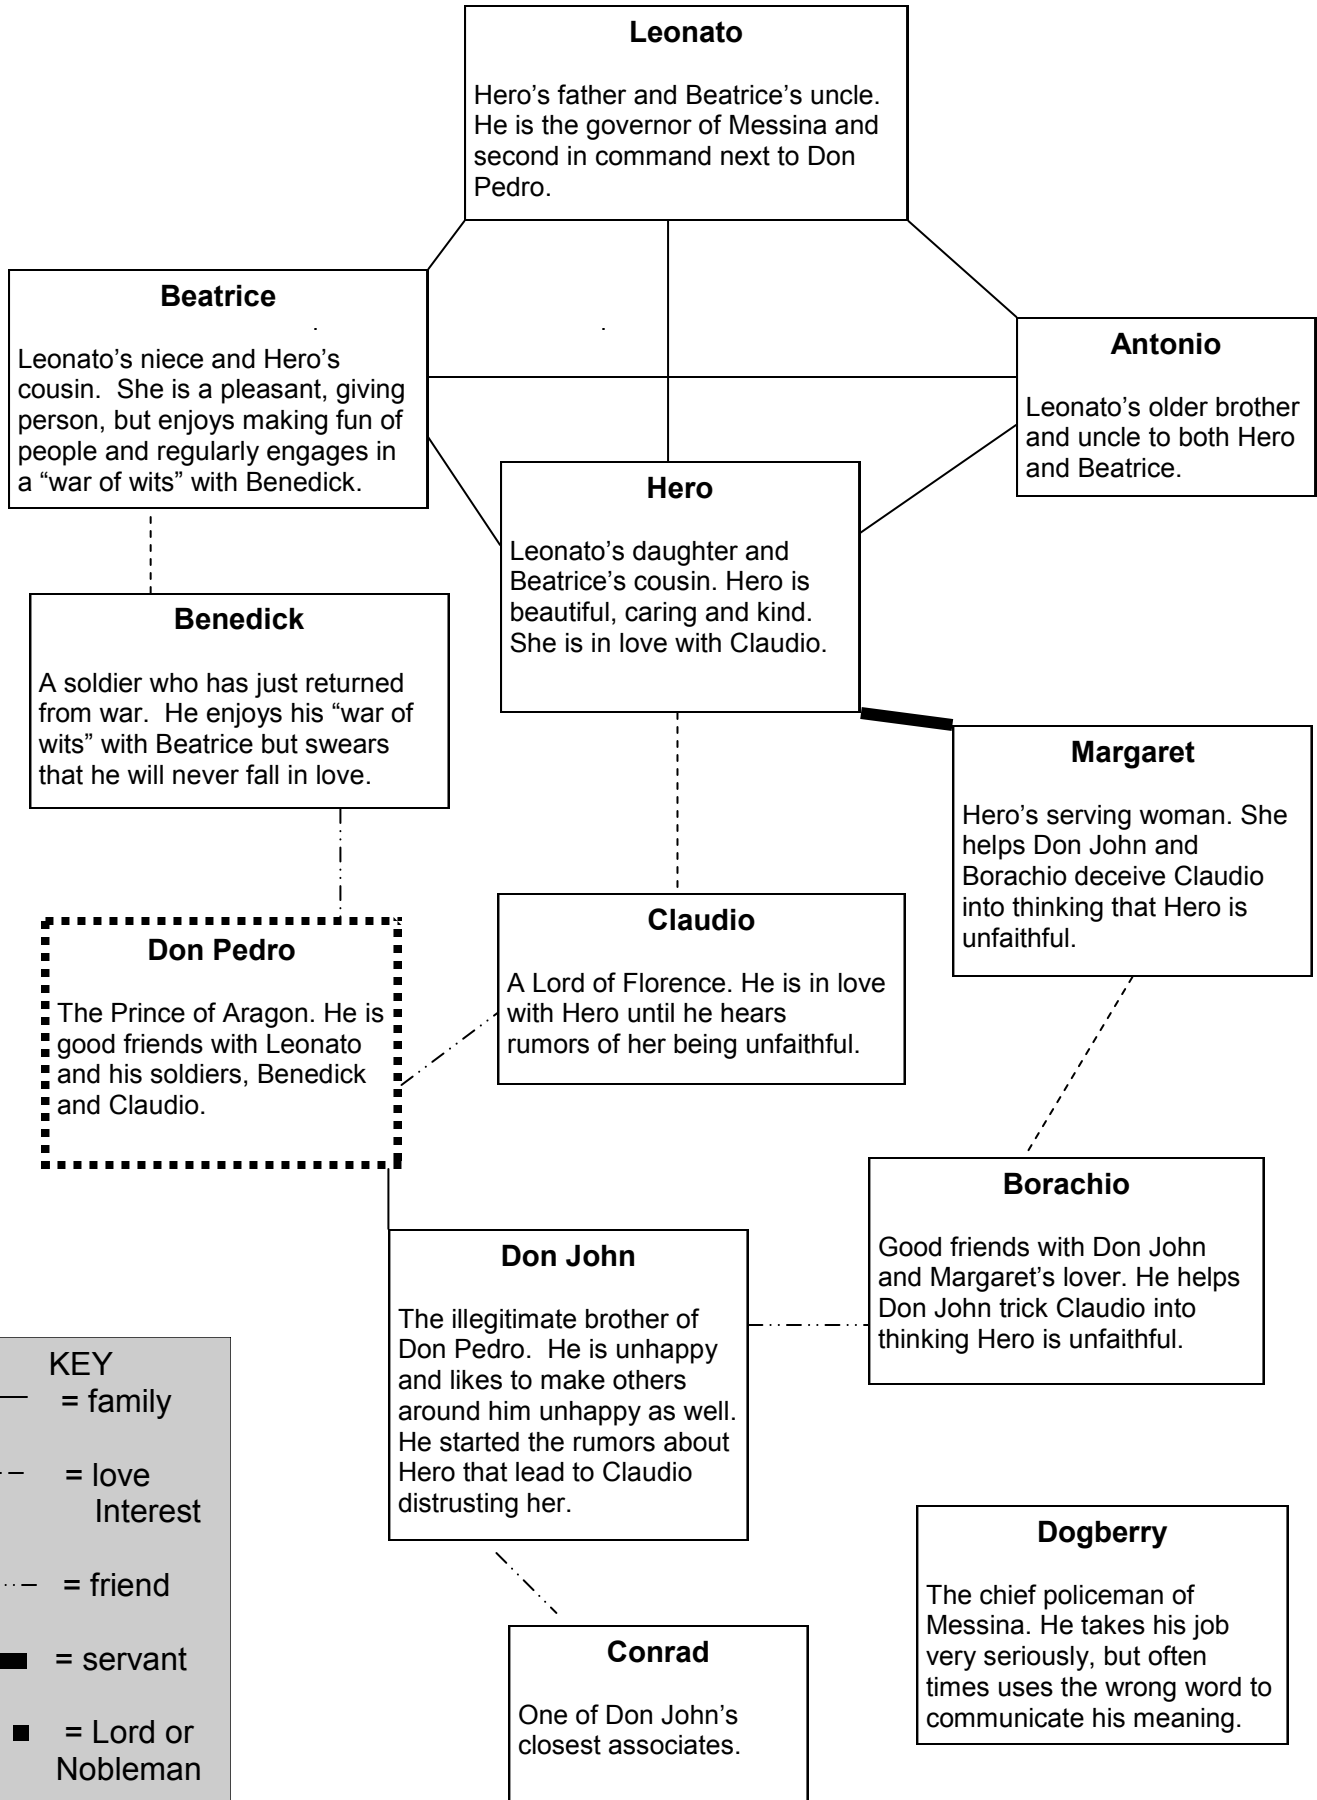 Leonato
Hero’s father and Beatrice’s uncle.
He is the governor of Messina and
second in command next to Don
Pedro.
Beatrice
Leonato’s niece and Hero’s
cousin.  She is a pleasant, giving
person, but enjoys making fun of
people and regularly engages in
a “war of wits” with Benedick.
Antonio
Leonato’s older brother
and uncle to both Hero
and Beatrice.
Hero
Leonato’s daughter and
Beatrice’s cousin. Hero is
beautiful, caring and kind.
She is in love with Claudio.
Benedick
A soldier who has just returned
from war.  He enjoys his “war of
wits” with Beatrice but swears
that he will never fall in love.
Margaret
Hero’s serving woman. She
helps Don John and
Borachio deceive Claudio
into thinking that Hero is
unfaithful.
Don Pedro
The Prince of Aragon. He is
good friends with Leonato
and his soldiers, Benedick
and Claudio.
Claudio
A Lord of Florence. He is in love
with Hero until he hears
rumors of her being unfaithful.
Borachio
Good friends with Don John
and Margaret’s lover. He helps
Don John trick Claudio into
thinking Hero is unfaithful.
Don John
The illegitimate brother of
Don Pedro.  He is unhappy
and likes to make others
around him unhappy as well.
He started the rumors about
Hero that lead to Claudio
distrusting her.
KEY
= family
= love
Interest
= friend
= servant
= Lord or
Nobleman
Dogberry
The chief policeman of
Messina. He takes his job
very seriously, but often
times uses the wrong word to
communicate his meaning.
Conrad
One of Don John’s
closest associates.